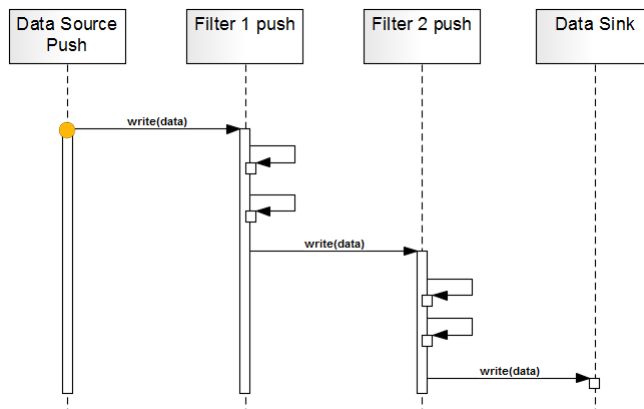 Data Source
Push
Filter 1 push
Filter 2 push
Data Sink
write(data)
write(data)
write(data)